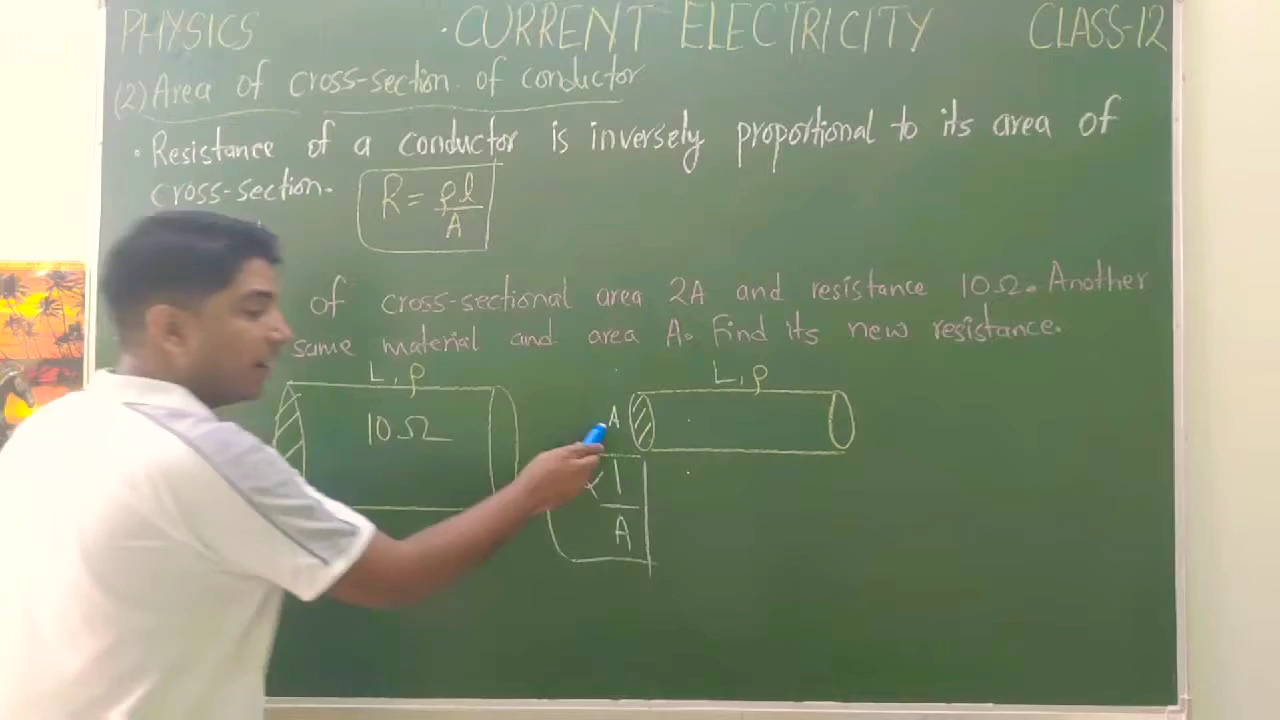 PHYSICS · CURRENT ELECTRICITY CLASS-12
(2) Area of cross-section of conductor
• Resistance of a conductor is inversely proportional to its area of
cross-section.
R = ρl/A
of cross-sectional area 2A and resistance 10Ω. Another
same material and area A. Find its new resistance.
L, ρ L, ρ
10Ω A
1/A